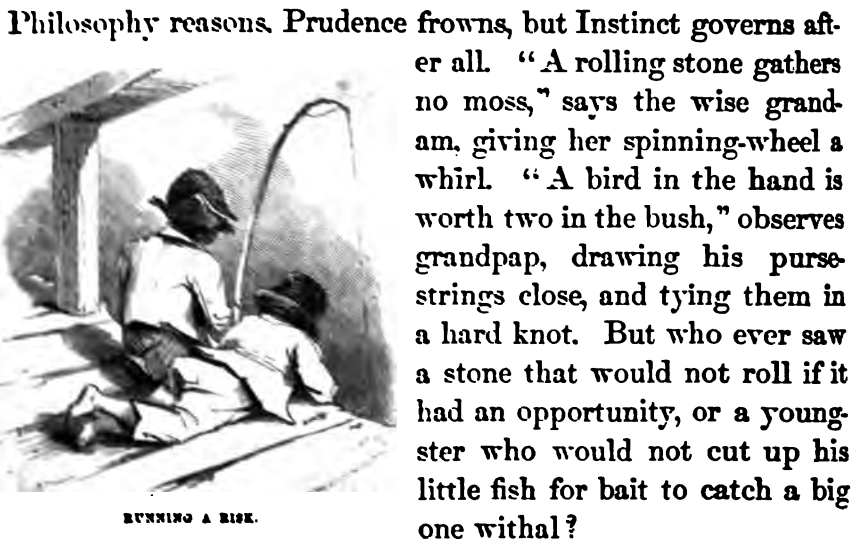 Philosophy reasons, Prudence frowns, but Instinct governs aft-
er all. "A rolling stone gathers
no moss," says the wise grand-
am, giving her spinning-wheel a
whirl. "A bird in the hand is
worth two in the bush," observes
grandpap, drawing his purse-
strings close, and tying them in
a hard knot. But who ever saw
a stone that would not roll if it
had an opportunity, or a young-
ster who would not cut up his
little fish for bait to catch a big
one withal?
RUNNING A RISK.